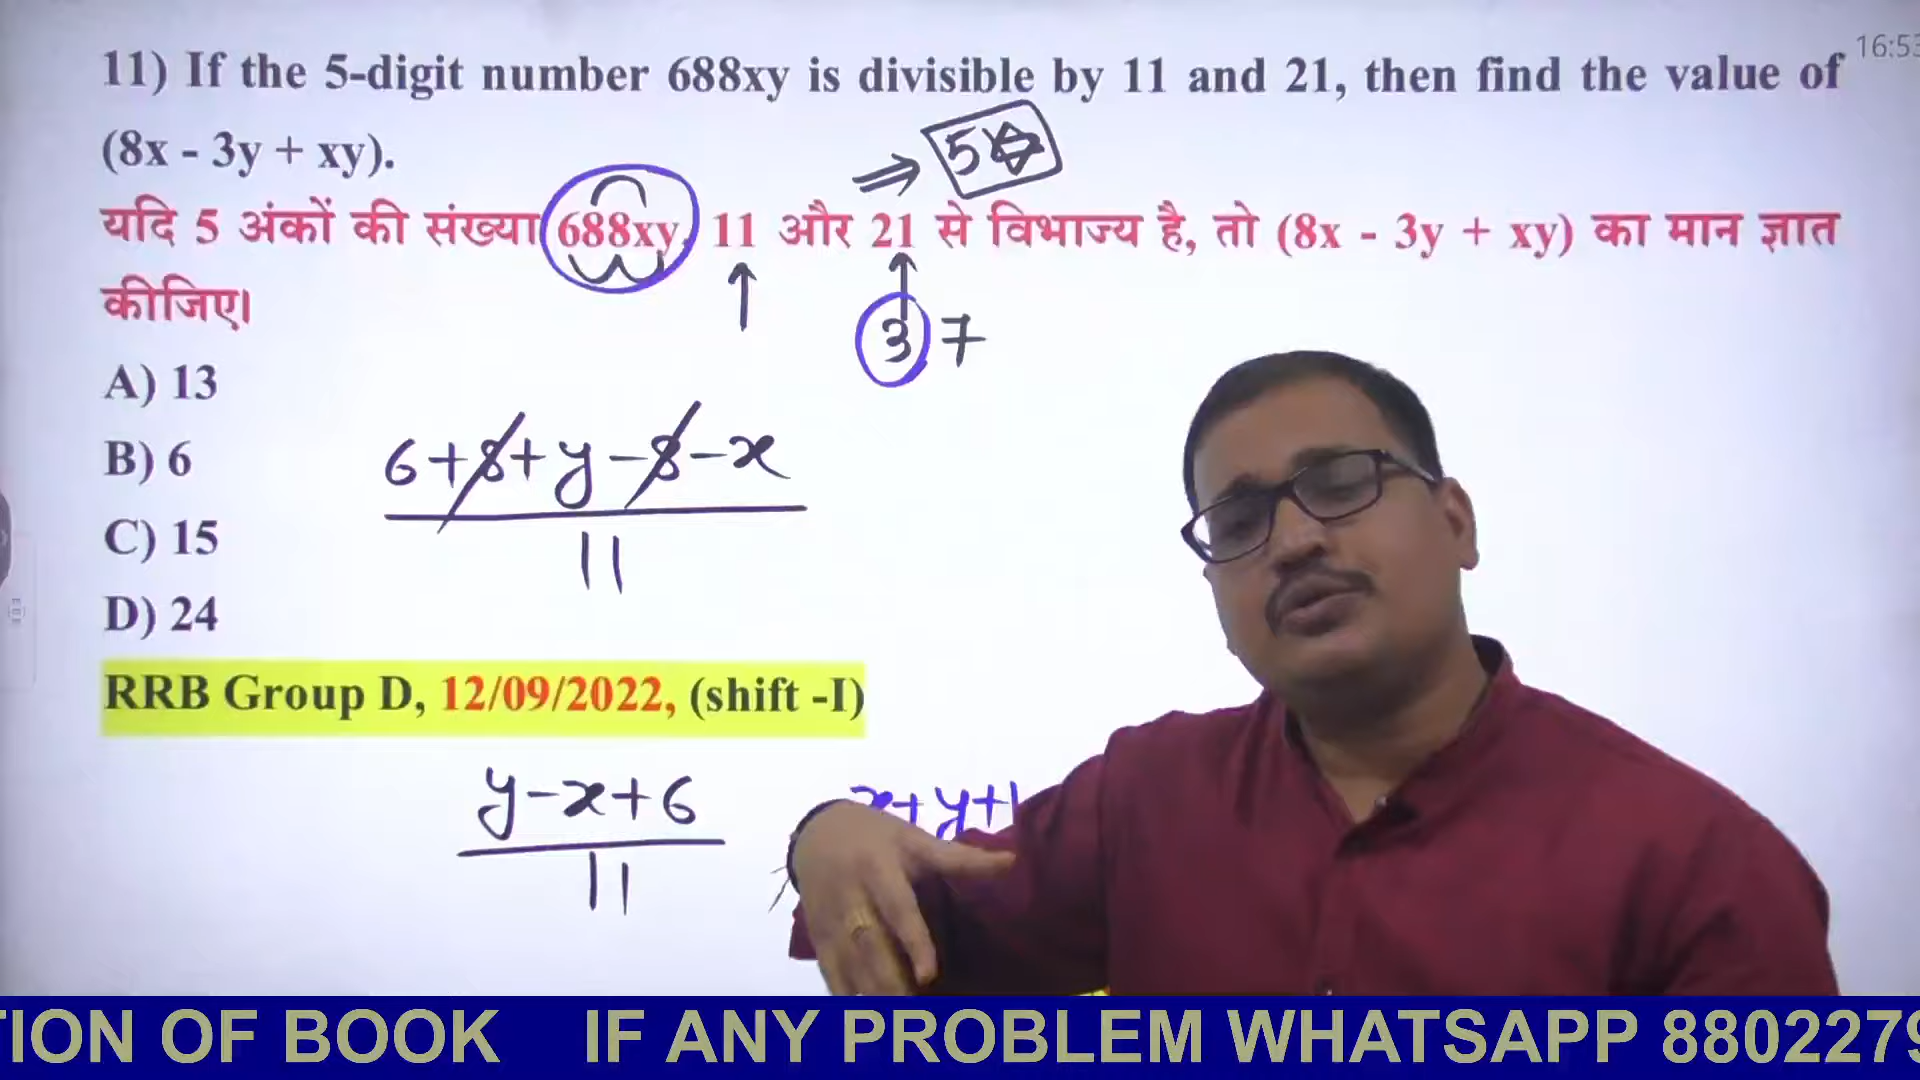 16:53
11) If the 5-digit number 688xy is divisible by 11 and 21, then find the value of
(8x - 3y + xy).
⇒ 5
यदि 5 अंकों की संख्या 688xy, 11 और 21 से विभाज्य है, तो (8x - 3y + xy) का मान ज्ञात
कीजिए।
3 7
A) 13
B) 6
C) 15
D) 24
6+8+y-8-x
11
RRB Group D, 12/09/2022, (shift -I)
y-x+6
11
x+y+1
TION OF BOOK IF ANY PROBLEM WHATSAPP 8802279